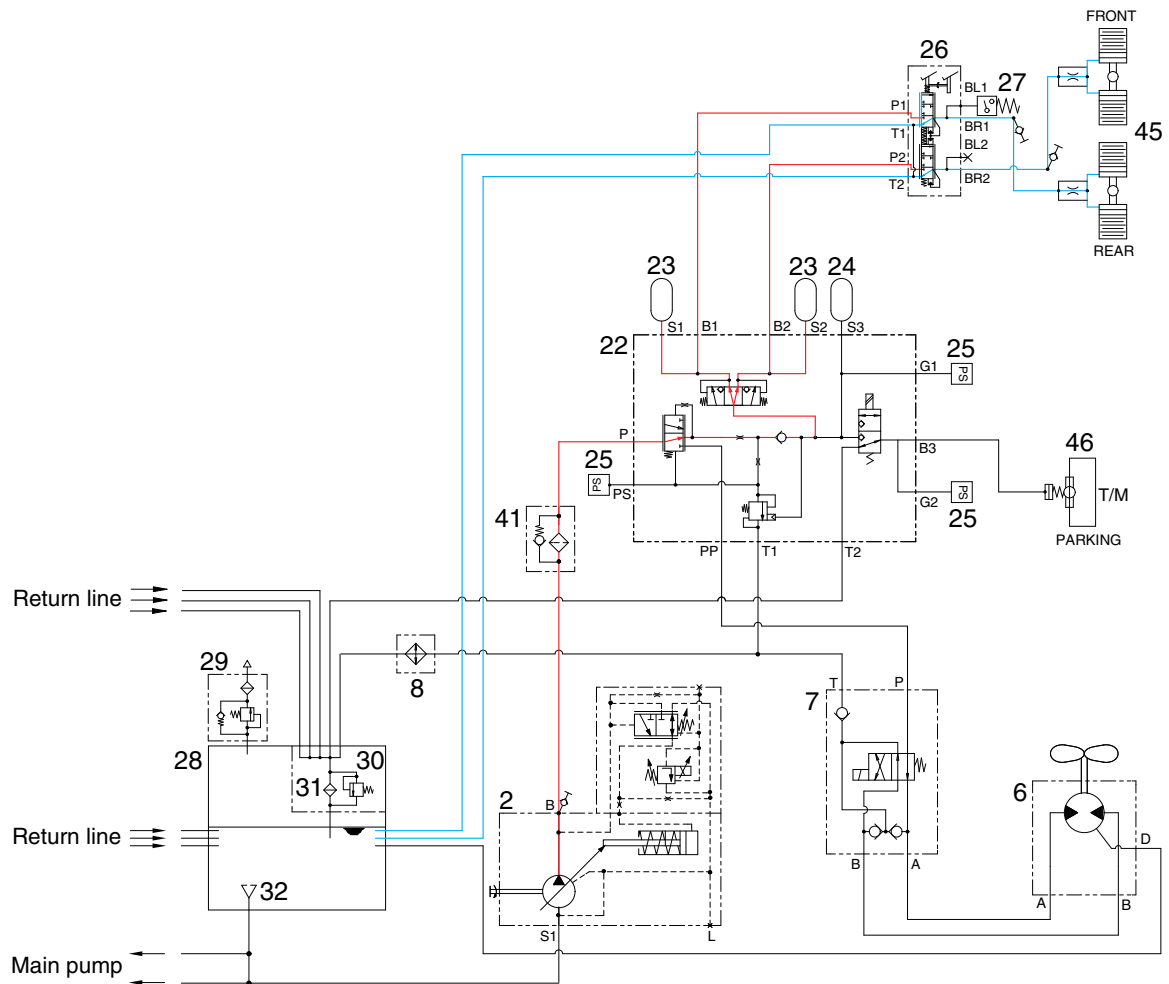 FRONT
26
27
BL1
P1
T1
BR1
BL2
P2
T2
BR2
45
REAR
23
23
24
S1
B1
B2
S2
S3
22
25
G1
PS
P
B3
46
25
PS
PS
G2
PS
25
T/M
PARKING
41
PP
T1
T2
Return line
29
8
7
T
P
28
30
31
2
B
6
Return line
D
B
A
32
A
B
S1
L
Main pump